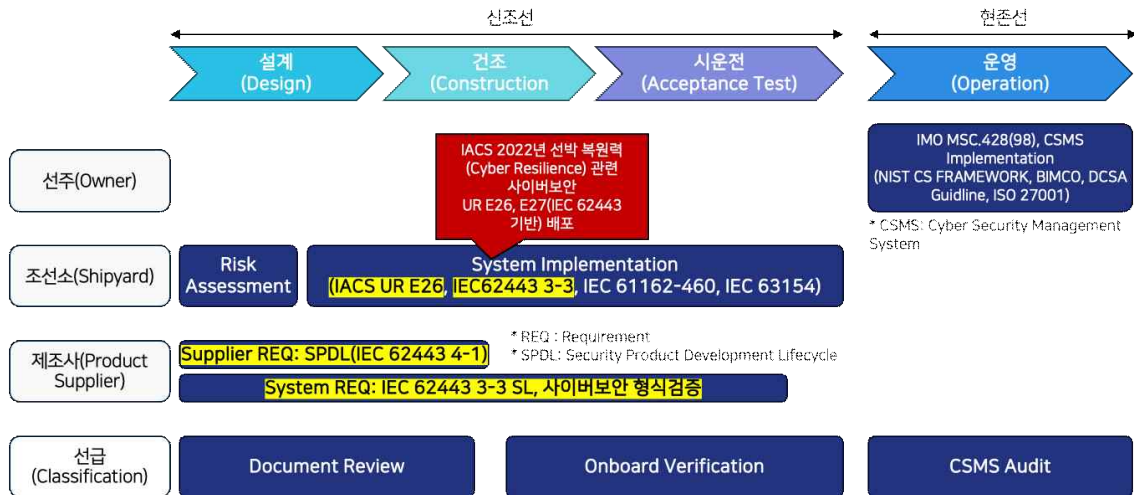 신조선
현존선
설계
(Design)
건조
(Construction
시운전
(Acceptance Test)
운영
(Operation)
선주(Owner)
IACS 2022년 선박 복원력
(Cyber Resilience) 관련
사이버보안
UR E26, E27(IEC 62443
기반) 배포
IMO MSC.428(98), CSMS
Implementation
(NIST CS FRAMEWORK, BIMCO, DCSA
Guidline, ISO 27001)
* CSMS: Cyber Security Management
System
조선소(Shipyard)
Risk
Assessment
System Implementation
(IACS UR E26, IEC62443 3-3, IEC 61162-460, IEC 63154)
제조사(Product
Supplier)
Supplier REQ: SPDL(IEC 62443 4-1)
* REQ : Requirement
* SPDL: Security Product Development Lifecycle
System REQ: IEC 62443 3-3 SL, 사이버보안 형식검증
선급
(Classification)
Document Review
Onboard Verification
CSMS Audit